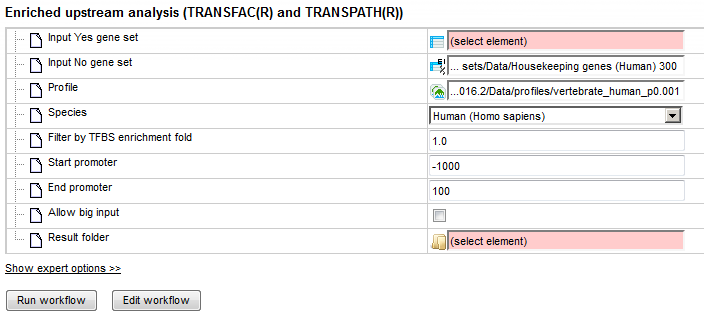 Enriched upstream analysis (TRANSFAC(R) and TRANSPATH(R))
Input Yes gene set (select element)
Input No gene set ... sets/Data/Housekeeping genes (Human) 300
Profile ...016.2/Data/profiles/vertebrate_human_p0.001
Species Human (Homo sapiens)
Filter by TFBS enrichment fold 1.0
Start promoter -1000
End promoter 100
Allow big input
Result folder (select element)
Show expert options >>
Run workflow Edit workflow